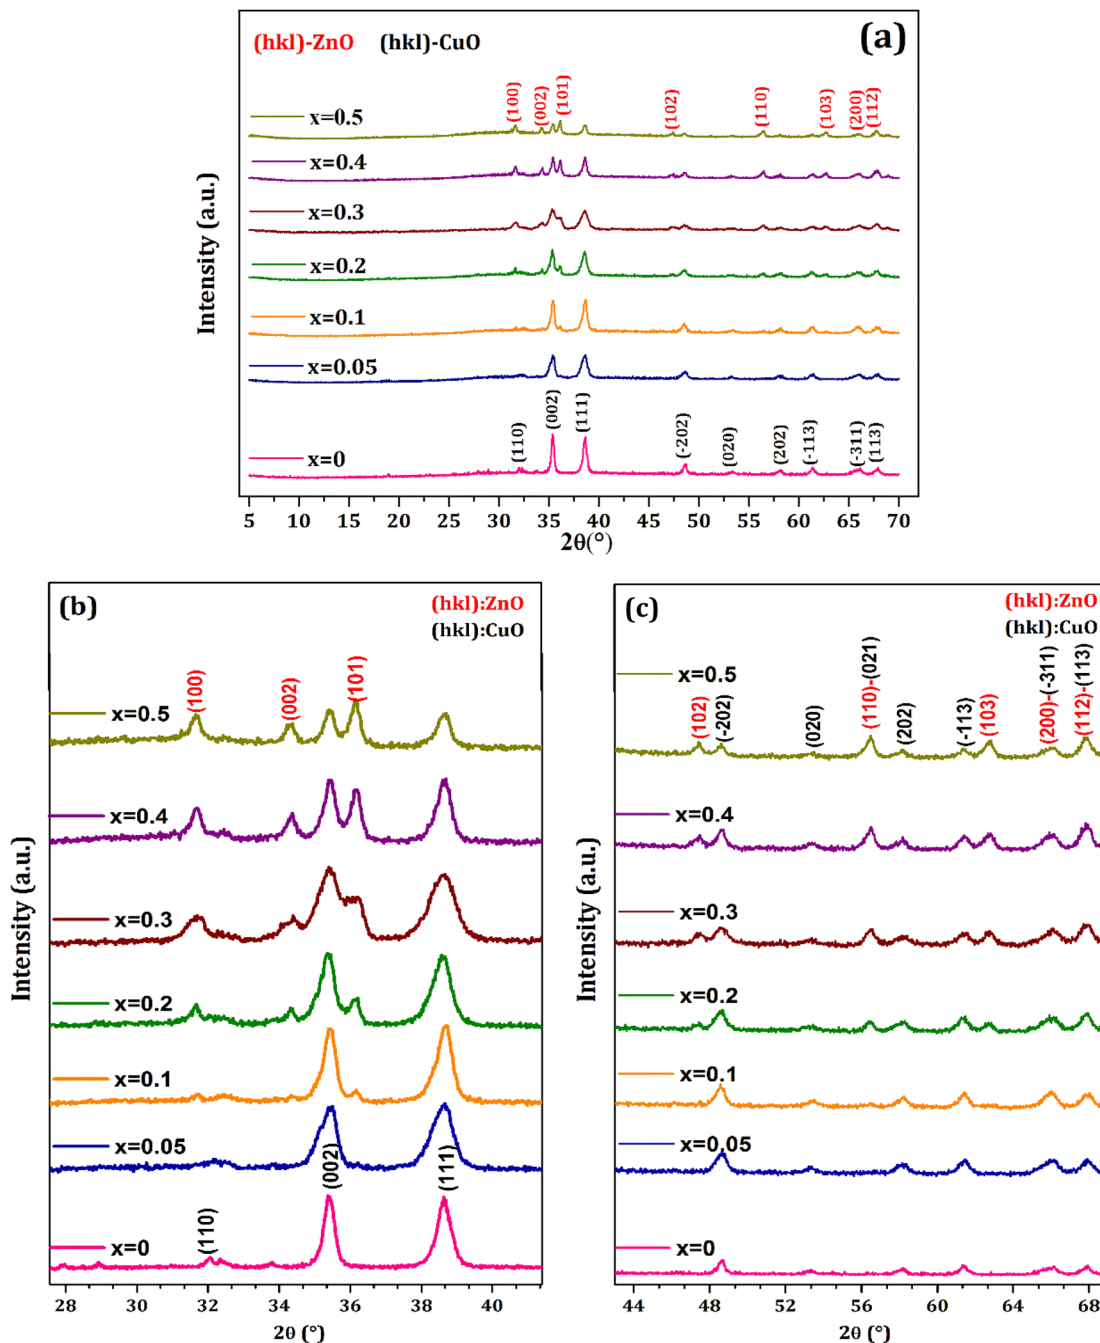 (a)
(hkl)-ZnO (hkl)-CuO
(100) (002) (101) (102) (110) (103) (200) (112)
x=0.5
x=0.4
x=0.3
x=0.2
x=0.1
x=0.05
(110) (002) (111) (-202) (020) (202) (-113) (-311) (113)
x=0
Intensity (a.u.)
5 10 15 20 25 30 35 38 40 47 50 55 60 65 70
2θ(°)
(b)
(hkl):ZnO
(hkl):CuO
(100) (002) (101)
x=0.5
x=0.4
x=0.3
x=0.2
x=0.1
x=0.05
(110) (002) (111)
x=0
Intensity (a.u.)
28 30 32 34 36 38 40
2θ (°)
(c)
(hkl):ZnO
(hkl):CuO
(102) (-202) (020) (110)-(021) (202) (-113) (103) (200)-(-311) (112)-(113)
x=0.5
x=0.4
x=0.3
x=0.2
x=0.1
x=0.05
x=0
Intensity (a.u.)
44 48 52 56 60 64 68
2θ (°)